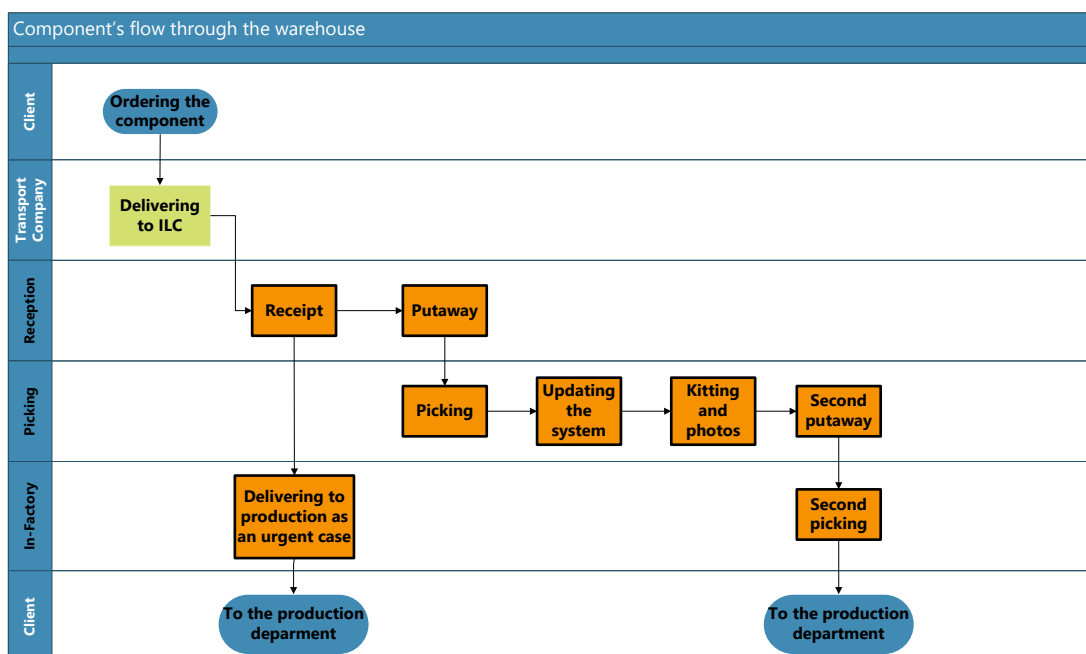 Component's flow through the warehouse
Client
Ordering the
component
Transport
Company
Delivering
to ILC
Reception
Receipt
Putaway
Picking
Picking
Updating
the
system
Kitting
and
photos
Second
putaway
In-Factory
Delivering to
production as
an urgent case
Second
picking
Client
To the production
deparment
To the production
department